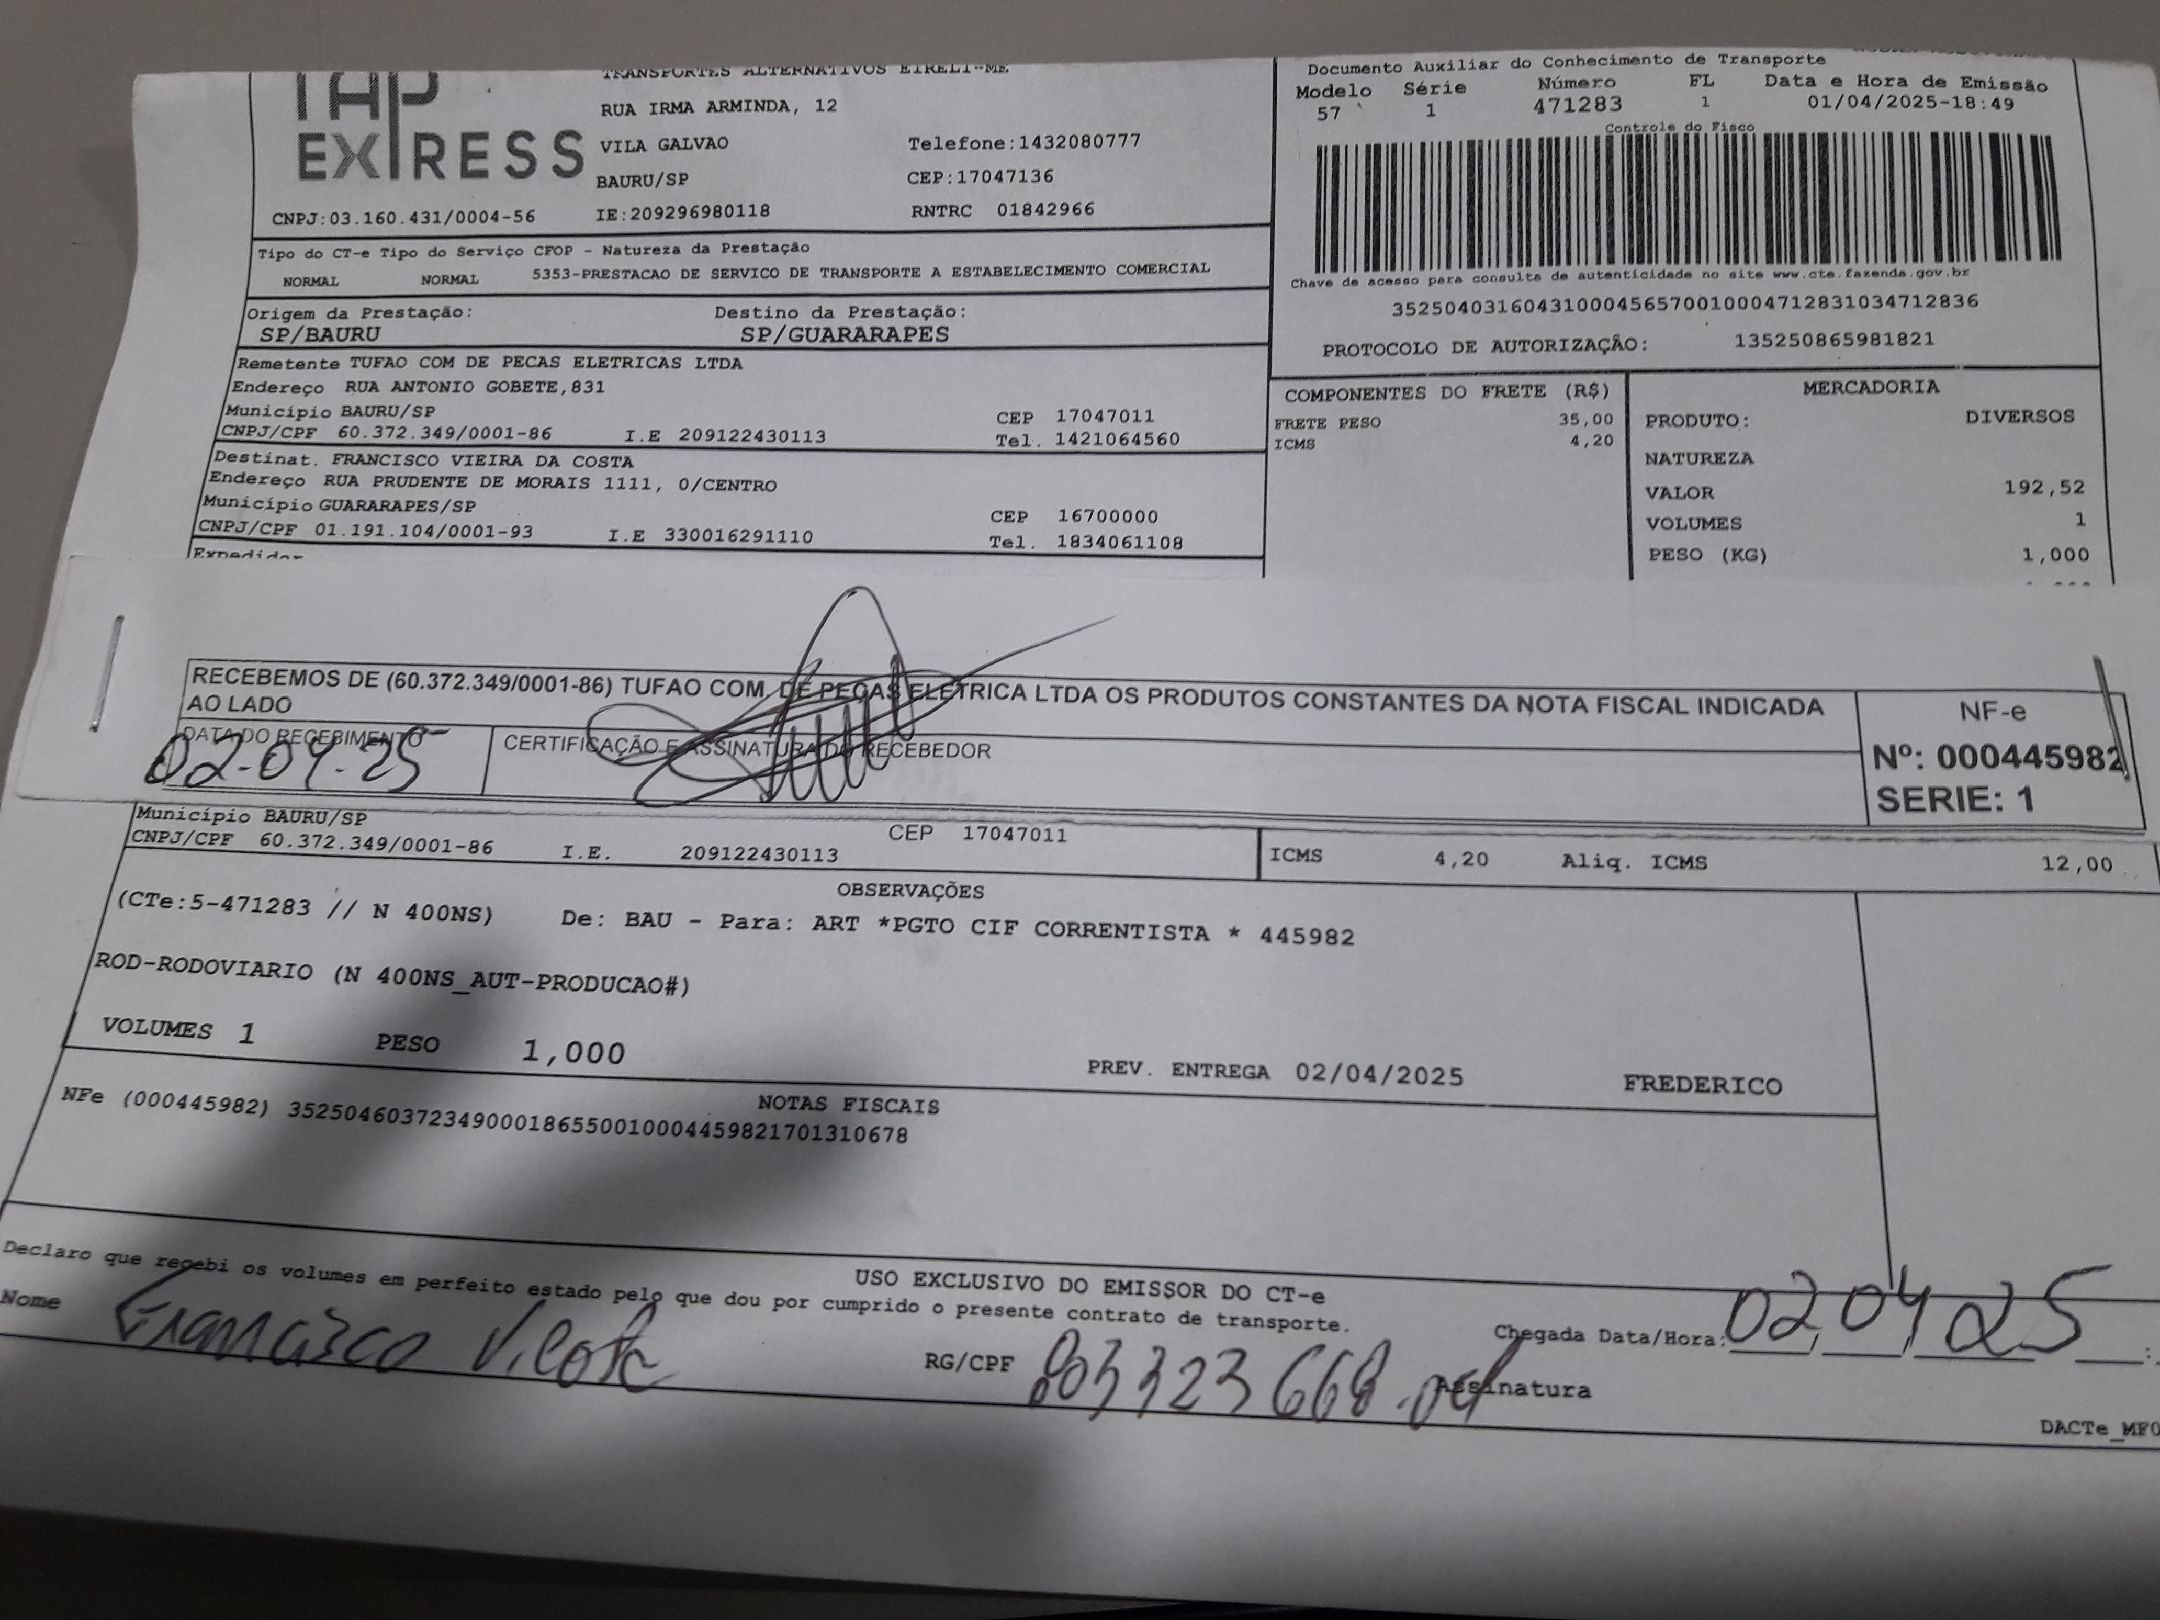 TAP
EXPRESS
TRANSPORTES ALTERNATIVOS EIRELI-ME
RUA IRMA ARMINDA, 12
VILA GALVAO Telefone:1432080777
BAURU/SP CEP:17047136
CNPJ:03.160.431/0004-56 IE:209296980118 RNTRC 01842966
Documento Auxiliar do Conhecimento de Transporte
Modelo Série Número FL Data e Hora de Emissão
57 1 471283 1 01/04/2025-18:49
Controle do Fisco
Chave de acesso para consulta de autenticidade no site www.cte.fazenda.gov.br
35250403160431000456570010004712831034712836
PROTOCOLO DE AUTORIZAÇÃO: 135250865981821
Tipo do CT-e Tipo do Serviço CFOP - Natureza da Prestação
NORMAL NORMAL 5353-PRESTACAO DE SERVICO DE TRANSPORTE A ESTABELECIMENTO COMERCIAL
Origem da Prestação: Destino da Prestação:
SP/BAURU SP/GUARARAPES
Remetente TUFAO COM DE PECAS ELETRICAS LTDA
Endereço RUA ANTONIO GOBETE,831
Município BAURU/SP CEP 17047011
CNPJ/CPF 60.372.349/0001-86 I.E 209122430113 Tel. 1421064560
Destinat. FRANCISCO VIEIRA DA COSTA
Endereço RUA PRUDENTE DE MORAIS 1111, 0/CENTRO
Município GUARARAPES/SP CEP 16700000
CNPJ/CPF 01.191.104/0001-93 I.E 330016291110 Tel. 1834061108
Expedidor
COMPONENTES DO FRETE (R$)
FRETE PESO 35,00
ICMS 4,20
MERCADORIA
PRODUTO: DIVERSOS
NATUREZA
VALOR 192,52
VOLUMES 1
PESO (KG) 1,000
RECEBEMOS DE (60.372.349/0001-86) TUFAO COM. DE PEÇAS ELETRICA LTDA OS PRODUTOS CONSTANTES DA NOTA FISCAL INDICADA
AO LADO
DATA DO RECEBIMENTO CERTIFICAÇÃO E ASSINATURA DO RECEBEDOR
02-04-25
NF-e
Nº: 000445982
SERIE: 1
Município BAURU/SP CEP 17047011
CNPJ/CPF 60.372.349/0001-86 I.E. 209122430113
ICMS 4,20 Aliq. ICMS 12,00
OBSERVAÇÕES
(CTe:5-471283 // N 400NS) De: BAU - Para: ART *PGTO CIF CORRENTISTA * 445982
ROD-RODOVIARIO (N 400NS_AUT-PRODUCAO#)
VOLUMES 1 PESO 1,000 PREV. ENTREGA 02/04/2025 FREDERICO
NOTAS FISCAIS
NFe (000445982) 35250460372349000186550010004459821701310678
USO EXCLUSIVO DO EMISSOR DO CT-e
Declaro que recebi os volumes em perfeito estado pelo que dou por cumprido o presente contrato de transporte.
Nome Francisco RG/CPF Chegada Data/Hora: 02 04 25
Assinatura
DACTe_MF0